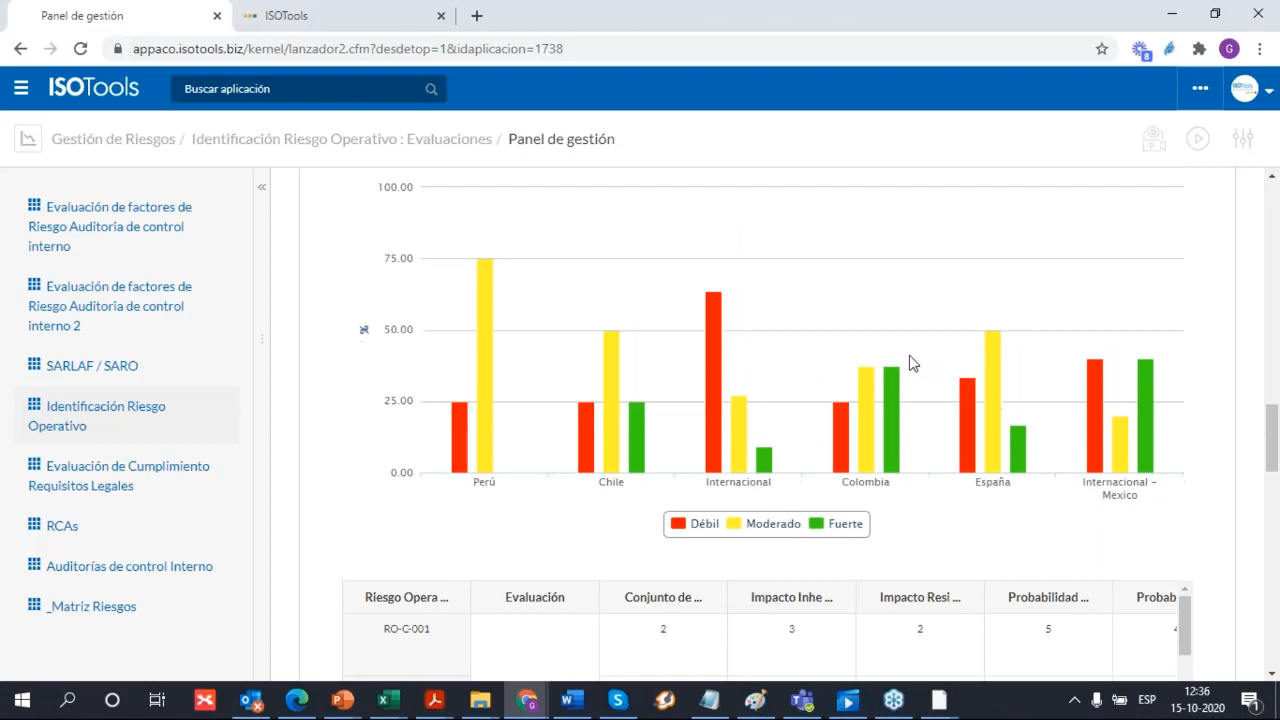 Panel de gestión
ISOTools
appaco.isotools.biz/kernel/lanzador2.cfm?desdetop=1&idaplicacion=1738
G
ISOTools
Buscar aplicación
Gestión de Riesgos / Identificación Riesgo Operativo : Evaluaciones / Panel de gestión
Evaluación de factores de
Riesgo Auditoria de control
interno
Evaluación de factores de
Riesgo Auditoria de control
interno 2
SARLAF / SARO
Identificación Riesgo
Operativo
Evaluación de Cumplimiento
Requisitos Legales
RCAs
Auditorías de control Interno
_Matriz Riesgos
100.00
75.00
50.00
25.00
0.00
%
Perú
Chile
Internacional
Colombia
España
Internacional –
Mexico
Débil Moderado Fuerte
Riesgo Opera ... Evaluación Conjunto de ... Impacto Inhe ... Impacto Resi ... Probabilidad ... Probab
RO-C-001 2 3 2 5
ESP
12:36
15-10-2020